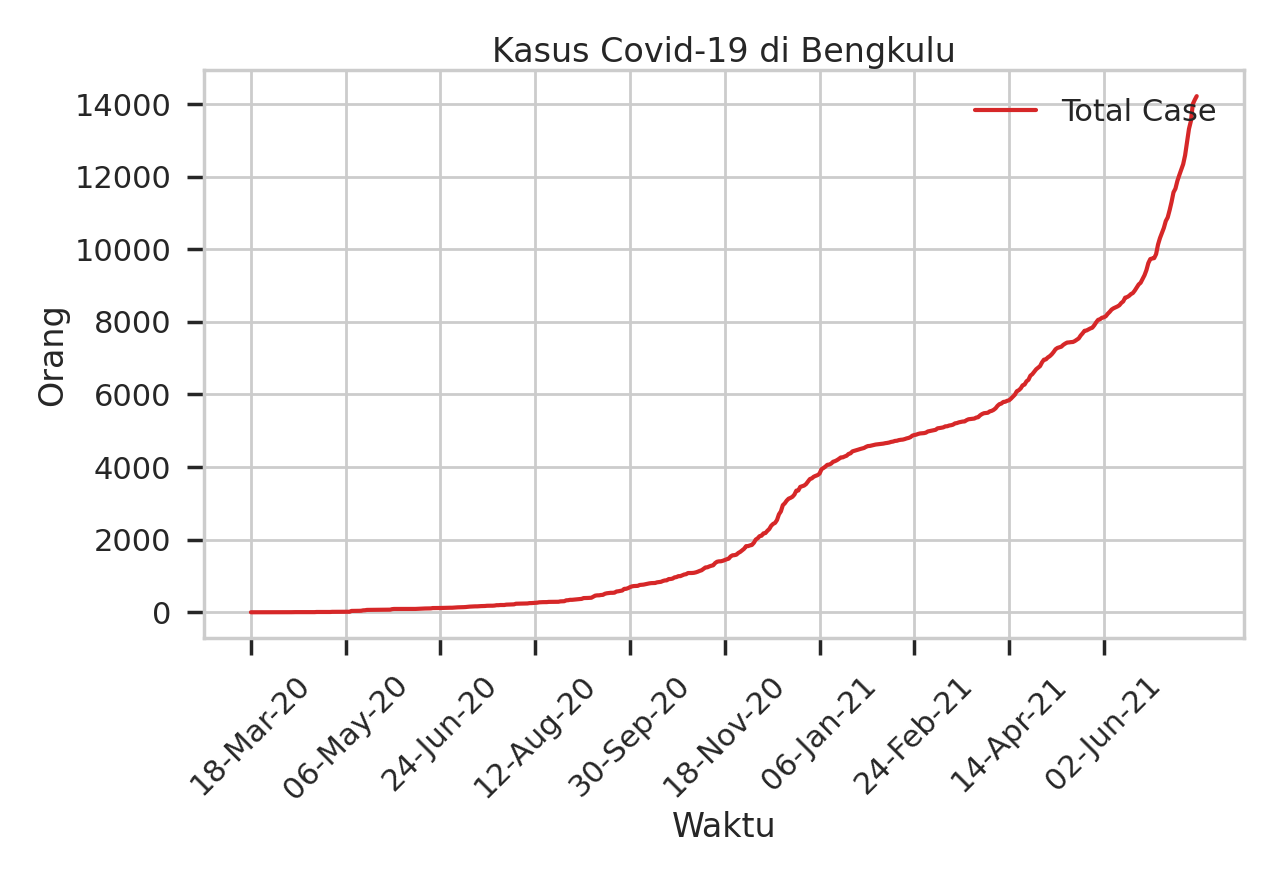 Kasus Covid-19 di Bengkulu
Total Case
14000
12000
10000
8000
6000
4000
2000
0
Orang
18-Mar-20
06-May-20
24-Jun-20
12-Aug-20
30-Sep-20
18-Nov-20
06-Jan-21
24-Feb-21
14-Apr-21
02-Jun-21
Waktu